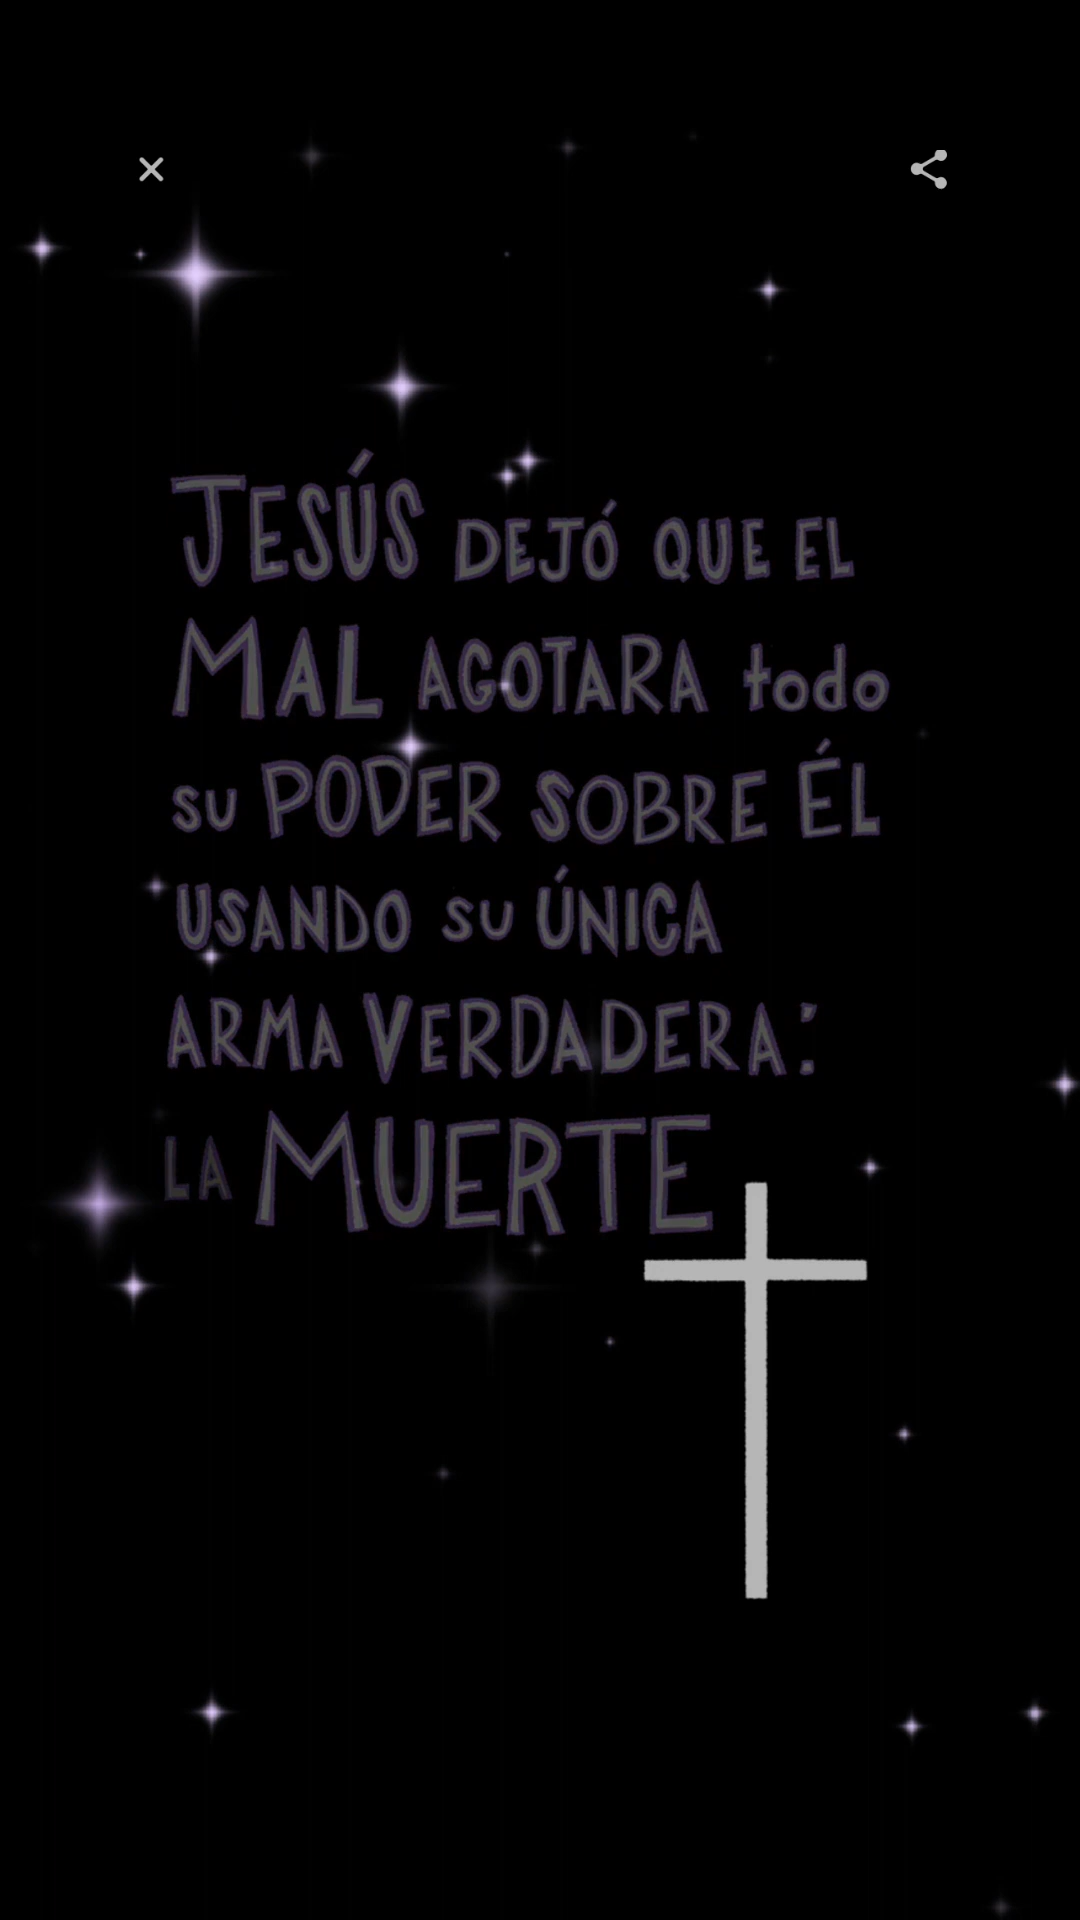 JESÚS DEJÓ QUE EL
MAL AGOTARA todo
su PODER SOBRE ÉL
USANDO su ÚNICA
ARMA VERDADERA:
LA MUERTE